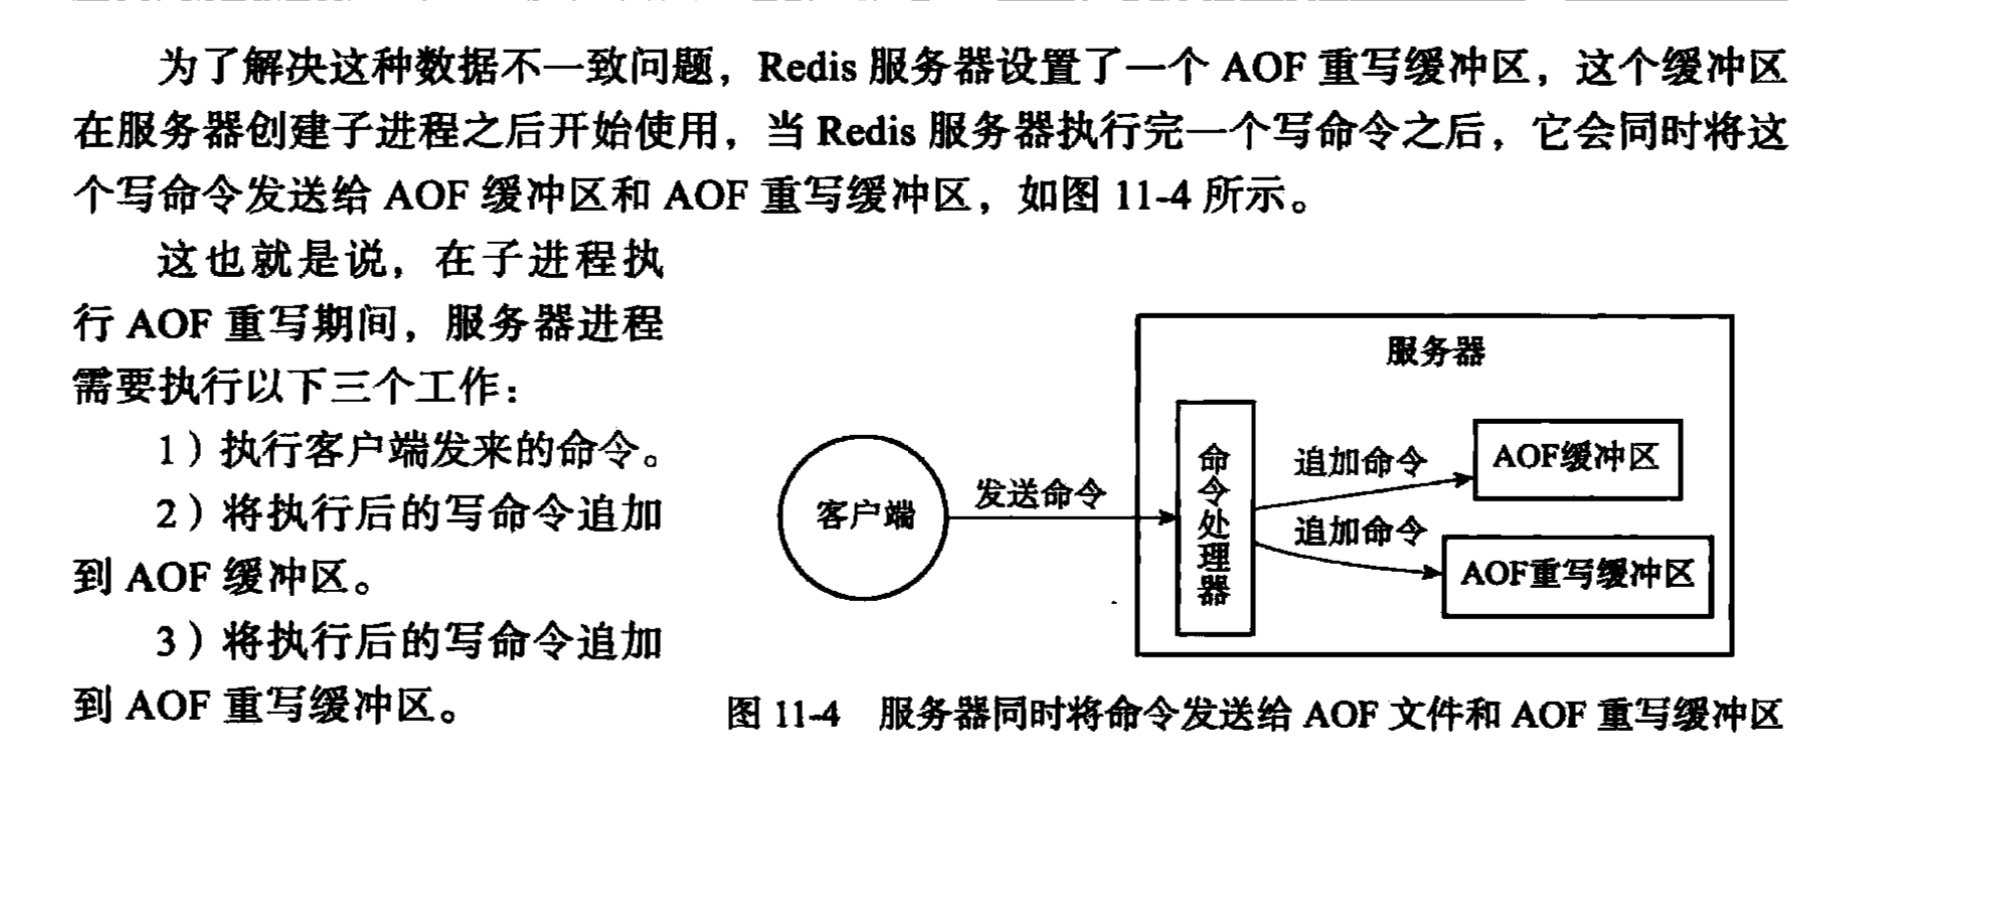 为了解决这种数据不一致问题，Redis 服务器设置了一个 AOF 重写缓冲区，这个缓冲区
在服务器创建子进程之后开始使用，当 Redis 服务器执行完一个写命令之后，它会同时将这
个写命令发送给 AOF 缓冲区和 AOF 重写缓冲区，如图 11-4 所示。
这也就是说，在子进程执
行 AOF 重写期间，服务器进程
需要执行以下三个工作：
1）执行客户端发来的命令。
2）将执行后的写命令追加
到 AOF 缓冲区。
3）将执行后的写命令追加
到 AOF 重写缓冲区。
服务器
客户端
发送命令
命令处理器
追加命令
AOF缓冲区
追加命令
AOF重写缓冲区
图 11-4 服务器同时将命令发送给 AOF 文件和 AOF 重写缓冲区